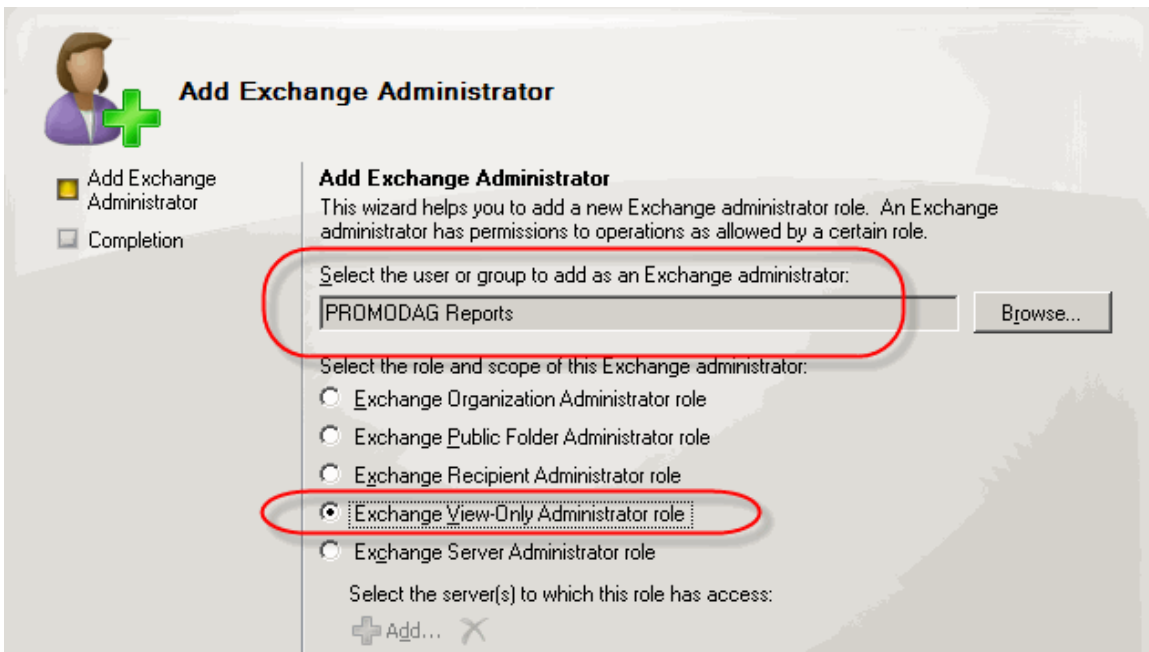 Add Exchange Administrator
Add Exchange
Administrator
Completion
Add Exchange Administrator
This wizard helps you to add a new Exchange administrator role. An Exchange
administrator has permissions to operations as allowed by a certain role.
Select the user or group to add as an Exchange administrator:
PROMODAG Reports
Browse...
Select the role and scope of this Exchange administrator:
Exchange Organization Administrator role
Exchange Public Folder Administrator role
Exchange Recipient Administrator role
Exchange View-Only Administrator role
Exchange Server Administrator role
Select the server(s) to which this role has access:
Add...